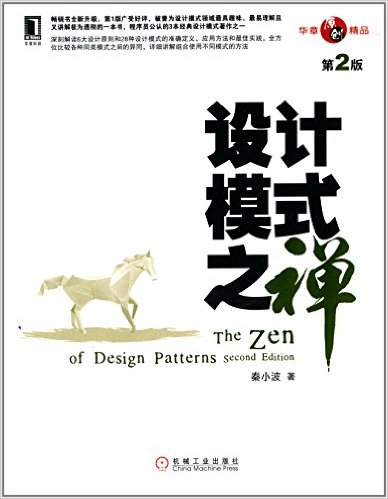 畅销书全新升级，第1版广受好评，被誉为设计模式领域最具趣味、最易理解且
又讲解极为透彻的一本书，程序员公认的3本经典设计模式著作之一
深刻解读6大设计原则和28种设计模式的准确定义、应用方法和最佳实践，全方
位比较各种同类模式之间的异同，详细讲解组合使用不同模式的方法
华章科技
华章原创精品
第2版
设计
模式
之禅
The Zen
of Design Patterns Second Edition
秦小波 著
机械工业出版社
China Machine Press